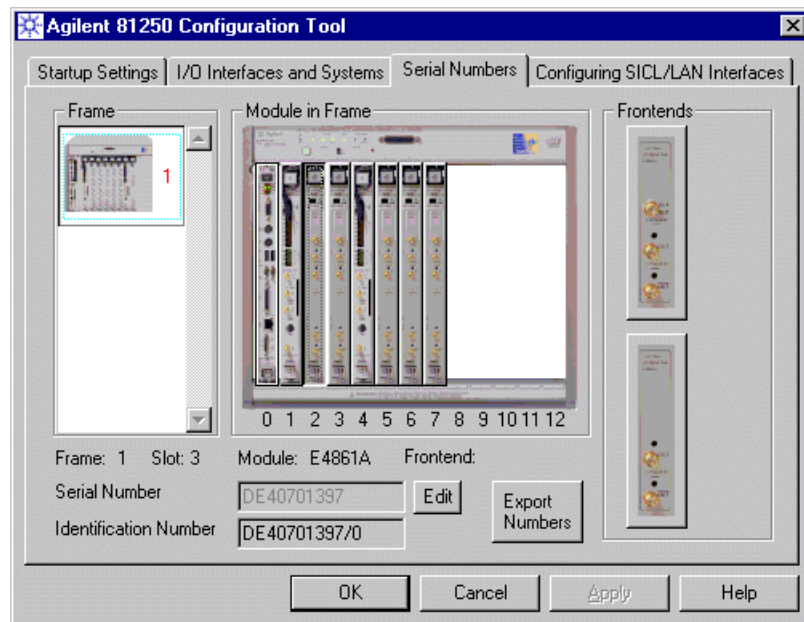 Agilent 81250 Configuration Tool
Startup Settings I/O Interfaces and Systems Serial Numbers Configuring SICL/LAN Interfaces
Frame Module in Frame Frontends
1
0 1 2 3 4 5 6 7 8 9 10 11 12
Frame: 1 Slot: 3 Module: E4861A Frontend:
Serial Number DE40701397 Edit Export Numbers
Identification Number DE40701397/0
OK Cancel Apply Help